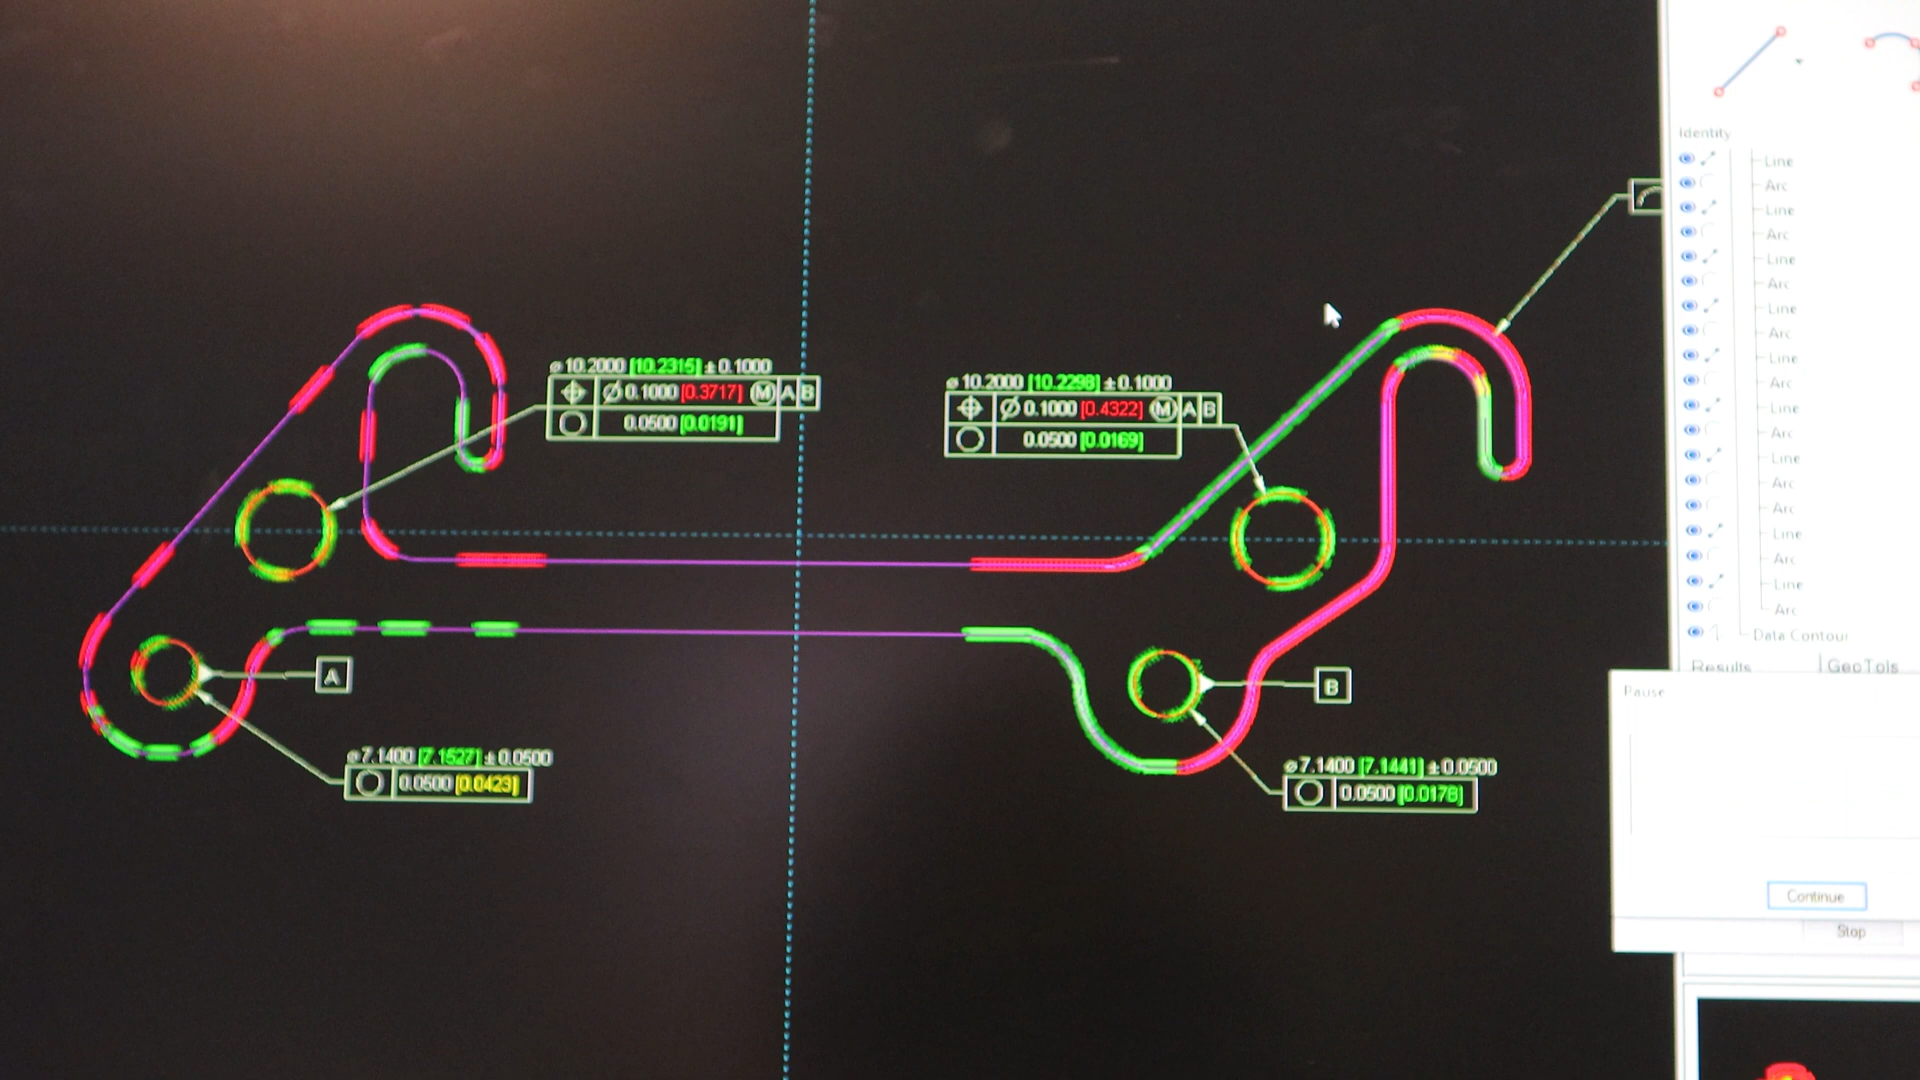 ⌀10.2000 [10.2315] ±0.1000
⌖ ⌀0.1000 [0.3717] Ⓜ A B
○ 0.0500 [0.0191]
⌀10.2000 [10.2298] ±0.1000
⌖ ⌀0.1000 [0.4322] Ⓜ A B
○ 0.0500 [0.0169]
A
B
⌀7.1400 [7.1527] ±0.0500
○ 0.0500 [0.0423]
⌀7.1400 [7.1441] ±0.0500
○ 0.0500 [0.0178]
Identity
Line
Arc
Line
Arc
Line
Arc
Line
Arc
Line
Arc
Line
Arc
Line
Arc
Arc
Line
Arc
Line
Arc
Data Contour
Results
GeoTols
Pause
Continue
Stop